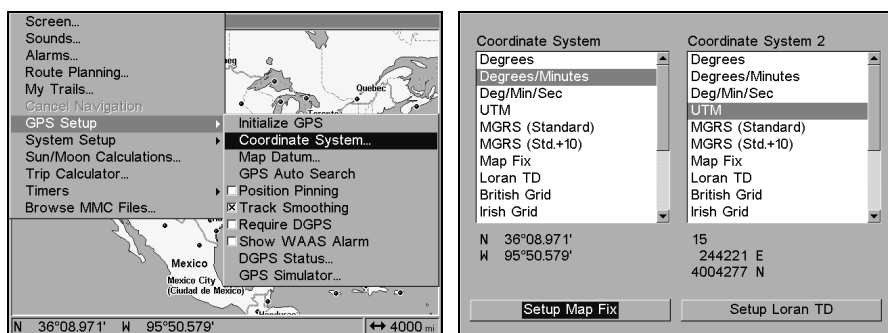 Screen...
Sounds...
Alarms...
Route Planning...
My Trails...
Cancel Navigation
GPS Setup
System Setup
Sun/Moon Calculations...
Trip Calculator...
Timers
Browse MMC Files...
Initialize GPS
Coordinate System...
Map Datum...
GPS Auto Search
Position Pinning
Track Smoothing
Require DGPS
Show WAAS Alarm
DGPS Status...
GPS Simulator...
Quebec
Toronto
Mexico
Mexico City
(Ciudad de Mexico)
Honduras
N 36°08.971' W 95°50.579' ↔ 4000 mi
Coordinate System
Degrees
Degrees/Minutes
Deg/Min/Sec
UTM
MGRS (Standard)
MGRS (Std.+10)
Map Fix
Loran TD
British Grid
Irish Grid
N 36°08.971'
W 95°50.579'
Setup Map Fix
Coordinate System 2
Degrees
Degrees/Minutes
Deg/Min/Sec
UTM
MGRS (Standard)
MGRS (Std.+10)
Map Fix
Loran TD
British Grid
Irish Grid
15
244221 E
4004277 N
Setup Loran TD